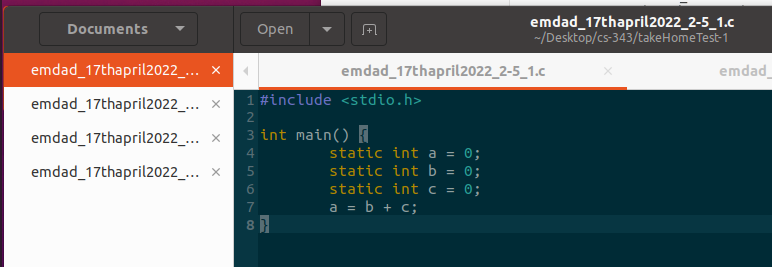 Documents
Open
emdad_17thapril2022_2-5_1.c
~/Desktop/cs-343/takeHomeTest-1
emdad_17thapril2022_...
emdad_17thapril2022_...
emdad_17thapril2022_...
emdad_17thapril2022_...
emdad_17thapril2022_2-5_1.c
emdad_17
1 #include <stdio.h>
2
3 int main() {
4 static int a = 0;
5 static int b = 0;
6 static int c = 0;
7 a = b + c;
8 }